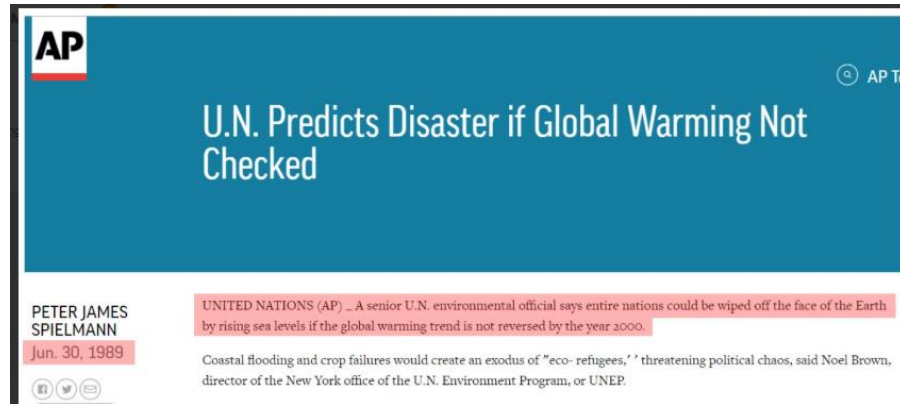 AP
AP
U.N. Predicts Disaster if Global Warming Not
Checked
PETER JAMES
SPIELMANN
Jun. 30, 1989
UNITED NATIONS (AP) _ A senior U.N. environmental official says entire nations could be wiped off the face of the Earth
by rising sea levels if the global warming trend is not reversed by the year 2000.
Coastal flooding and crop failures would create an exodus of "eco- refugees,' ' threatening political chaos, said Noel Brown,
director of the New York office of the U.N. Environment Program, or UNEP.